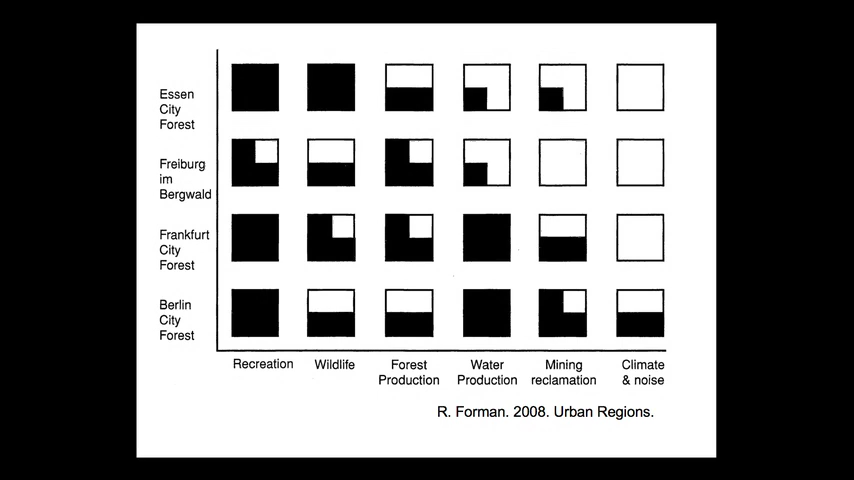 Essen
City
Forest
Freiburg
im
Bergwald
Frankfurt
City
Forest
Berlin
City
Forest
Recreation
Wildlife
Forest
Production
Water
Production
Mining
reclamation
Climate
& noise
R. Forman. 2008. Urban Regions.